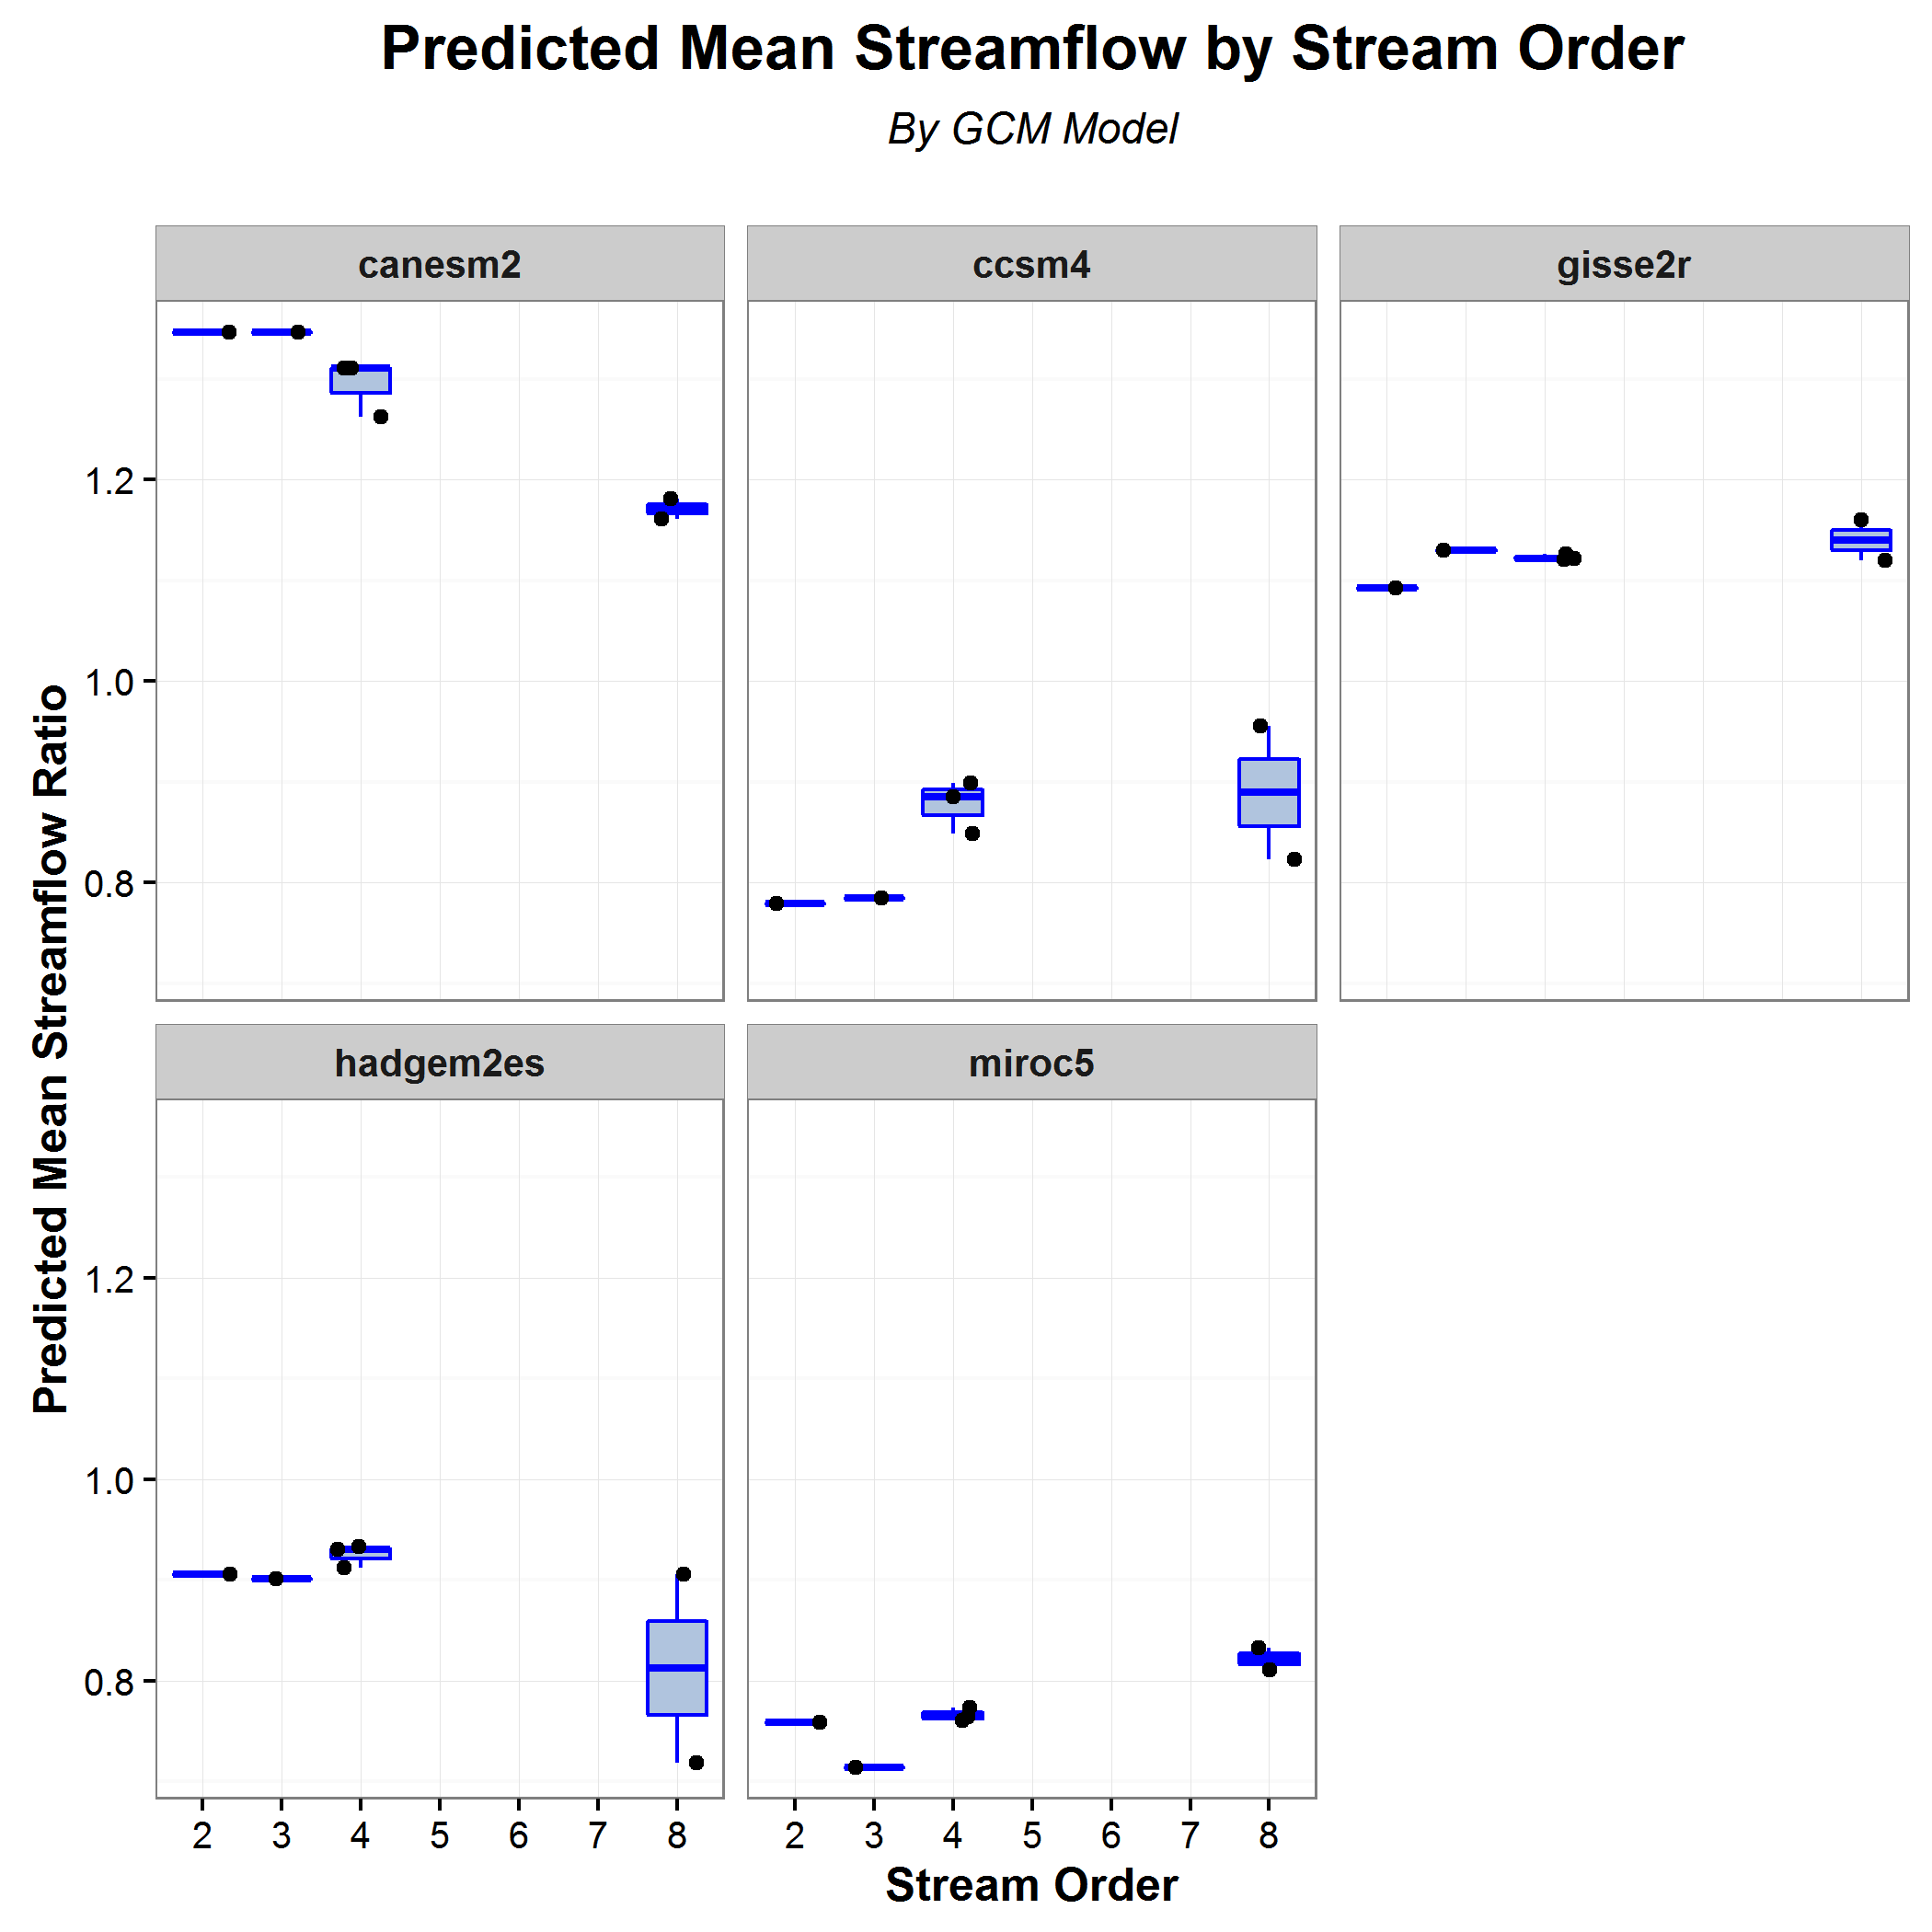 Predicted Mean Streamflow by Stream Order
By GCM Model
canesm2
ccsm4
gisse2r
1.2
1.0
0.8
Predicted Mean Streamflow Ratio
hadgem2es
miroc5
1.2
1.0
0.8
2 3 4 5 6 7 8
2 3 4 5 6 7 8
Stream Order